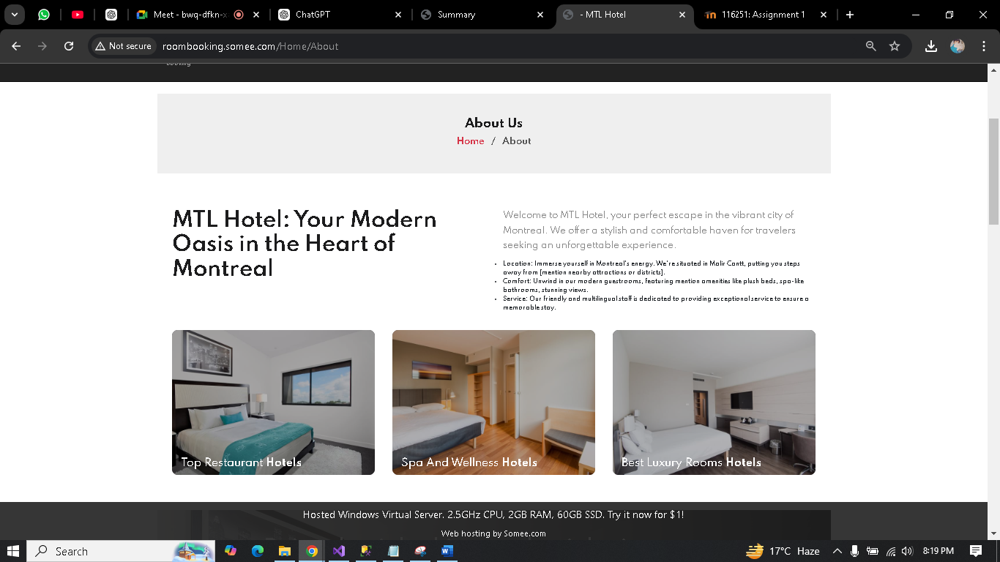 Meet - bwq-dfkn-x
ChatGPT
Summary
- MTL Hotel
116251: Assignment 1
Not secure
roombooking.somee.com/Home/About
About Us
Home / About
MTL Hotel: Your Modern
Oasis in the Heart of
Montreal
Welcome to MTL Hotel, your perfect escape in the vibrant city of
Montreal. We offer a stylish and comfortable haven for travelers
seeking an unforgettable experience.
• Location: Immerse yourself in Montreal's energy. We're situated in Malir Cantt, putting you steps
away from [mention nearby attractions or districts].
• Comfort: Unwind in our modern guestrooms, featuring mention amenities like plush beds, spa-like
bathrooms, stunning views.
• Service: Our friendly and multilingual staff is dedicated to providing exceptional service to ensure a
memorable stay.
Top Restaurant Hotels
Spa And Wellness Hotels
Best Luxury Rooms Hotels
Hosted Windows Virtual Server. 2.5GHz CPU, 2GB RAM, 60GB SSD. Try it now for $1!
Web hosting by Somee.com
Search
17°C Haze
8:19 PM